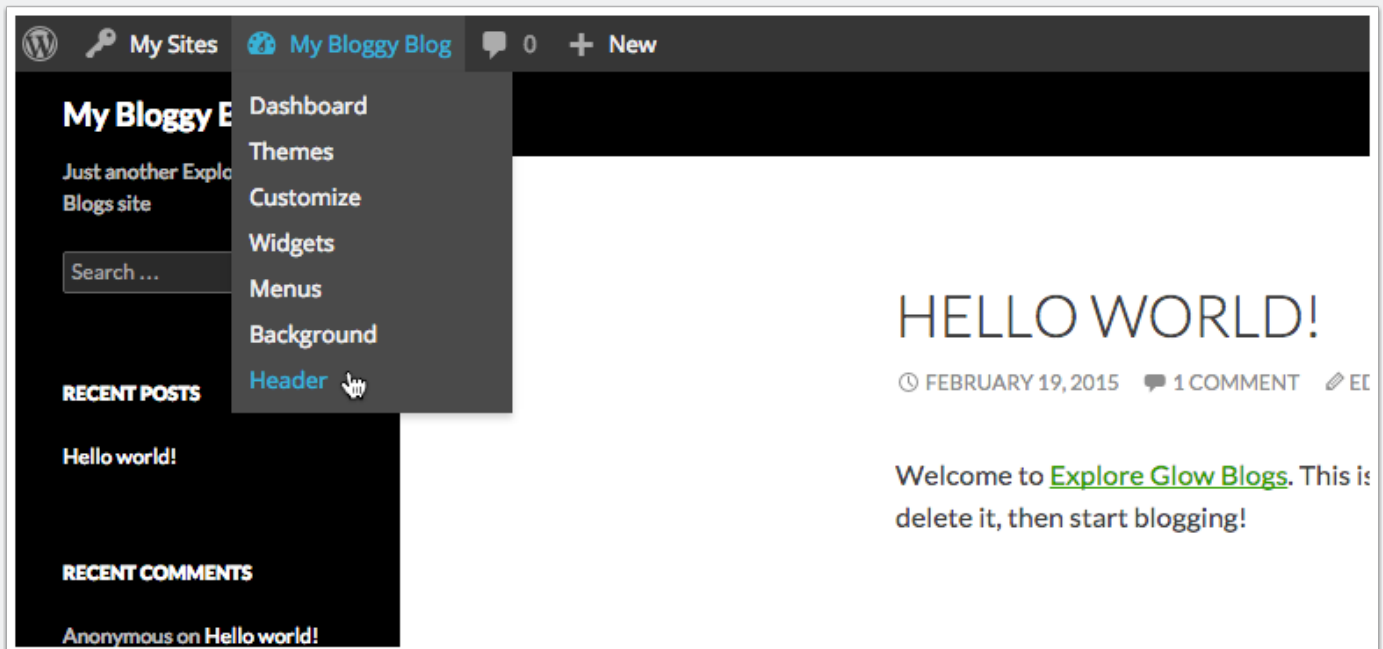 My Sites My Bloggy Blog 0 New
My Bloggy
Just another
Blogs site
Search ...
RECENT POSTS
Hello world!
RECENT COMMENTS
Anonymous on Hello world!
Dashboard
Themes
Customize
Widgets
Menus
Background
Header
HELLO WORLD!
FEBRUARY 19, 2015 1 COMMENT
Welcome to Explore Glow Blogs. This is
delete it, then start blogging!